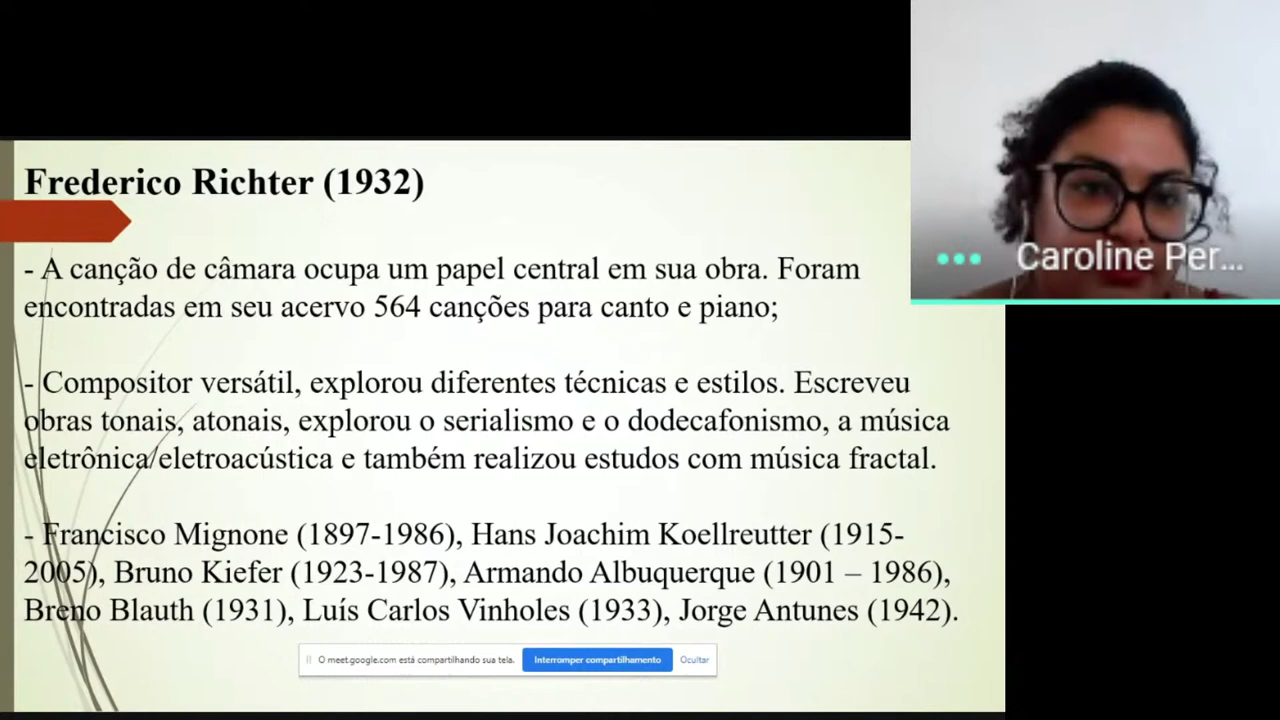 Frederico Richter (1932)
- A canção de câmara ocupa um papel central em sua obra. Foram
encontradas em seu acervo 564 canções para canto e piano;
- Compositor versátil, explorou diferentes técnicas e estilos. Escreveu
obras tonais, atonais, explorou o serialismo e o dodecafonismo, a música
eletrônica/eletroacústica e também realizou estudos com música fractal.
- Francisco Mignone (1897-1986), Hans Joachim Koellreutter (1915-
2005), Bruno Kiefer (1923-1987), Armando Albuquerque (1901 – 1986),
Breno Blauth (1931), Luís Carlos Vinholes (1933), Jorge Antunes (1942).
O meet.google.com está compartilhando sua tela. Interromper compartilhamento Ocultar
Caroline Per...